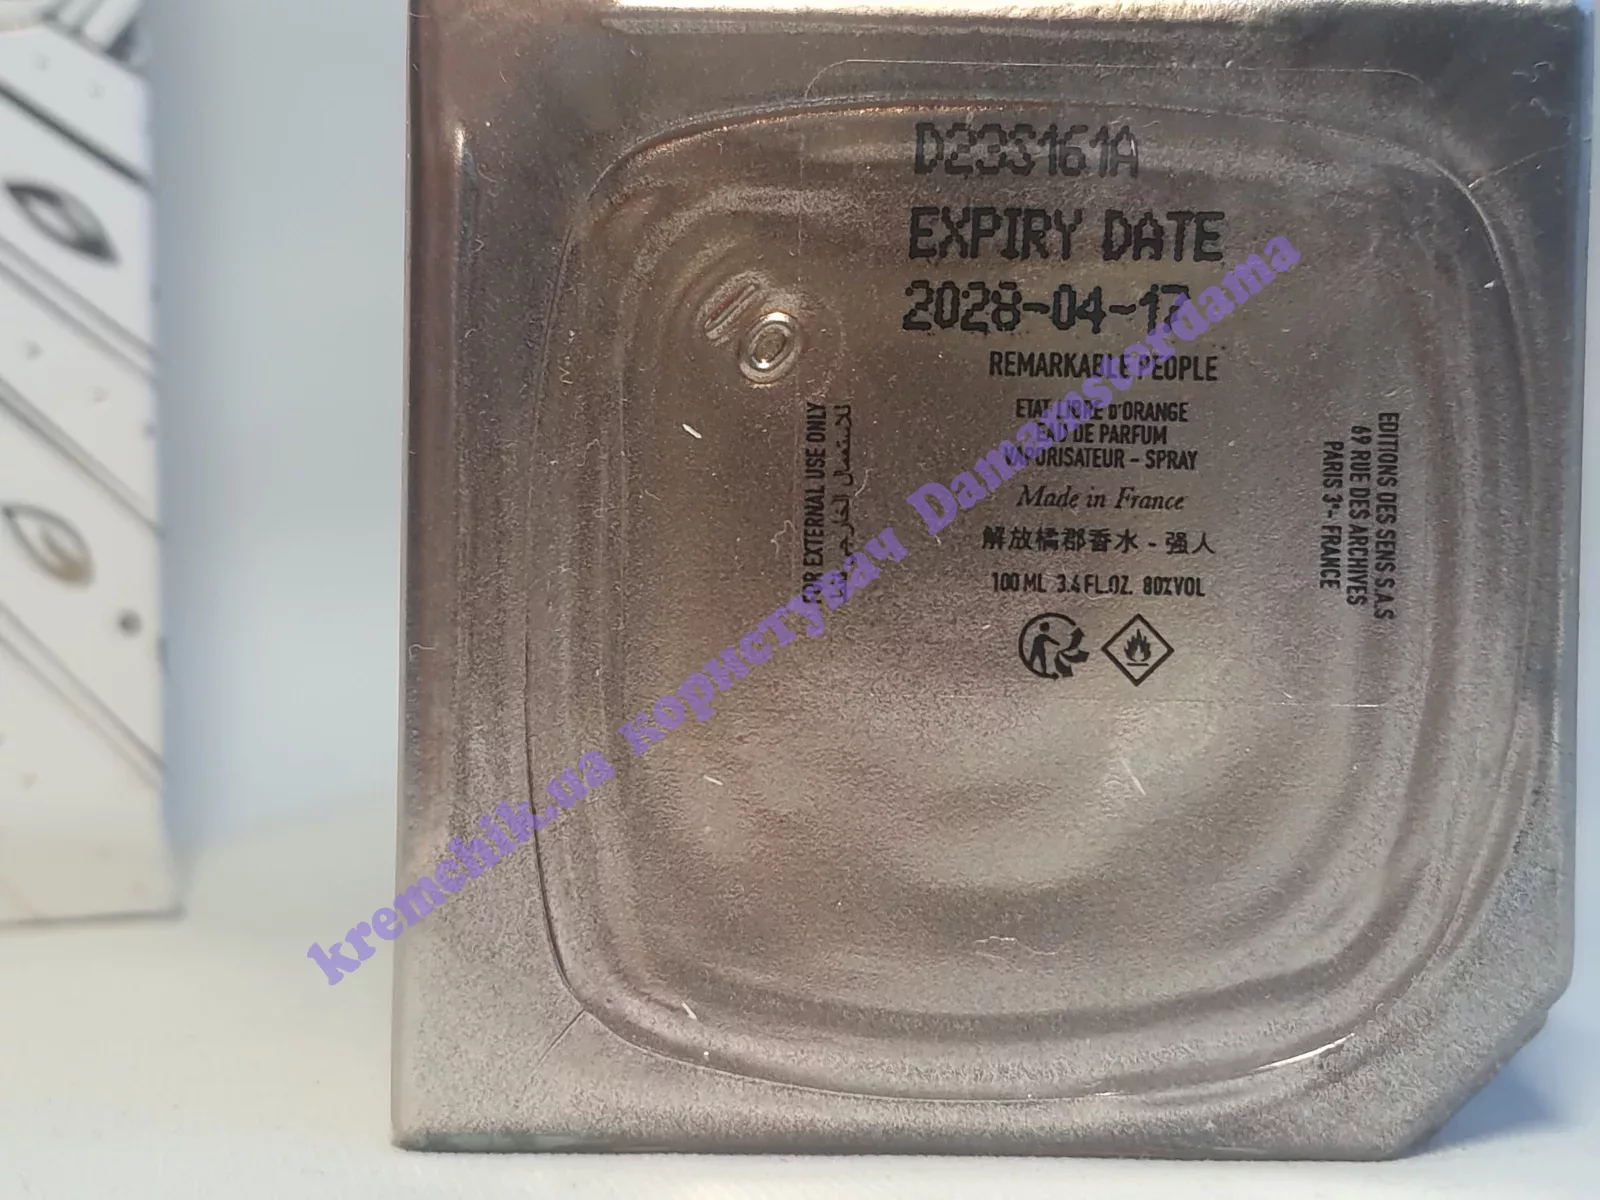 D23S161A
EXPIRY DATE
2028-04-17
REMARKABLE PEOPLE
ETAT LIBRE D'ORANGE
EAU DE PARFUM
VAPORISATEUR - SPRAY
Made in France
解放橘郡香水 - 强人
100 ML 3.4 FL.OZ. 80%VOL
FOR EXTERNAL USE ONLY
للاستعمال الخارجي
EDITIONS DES SENS S.A.S
69 RUE DES ARCHIVES
PARIS 3E - FRANCE
kremchik.ua користувач Damamsterdama